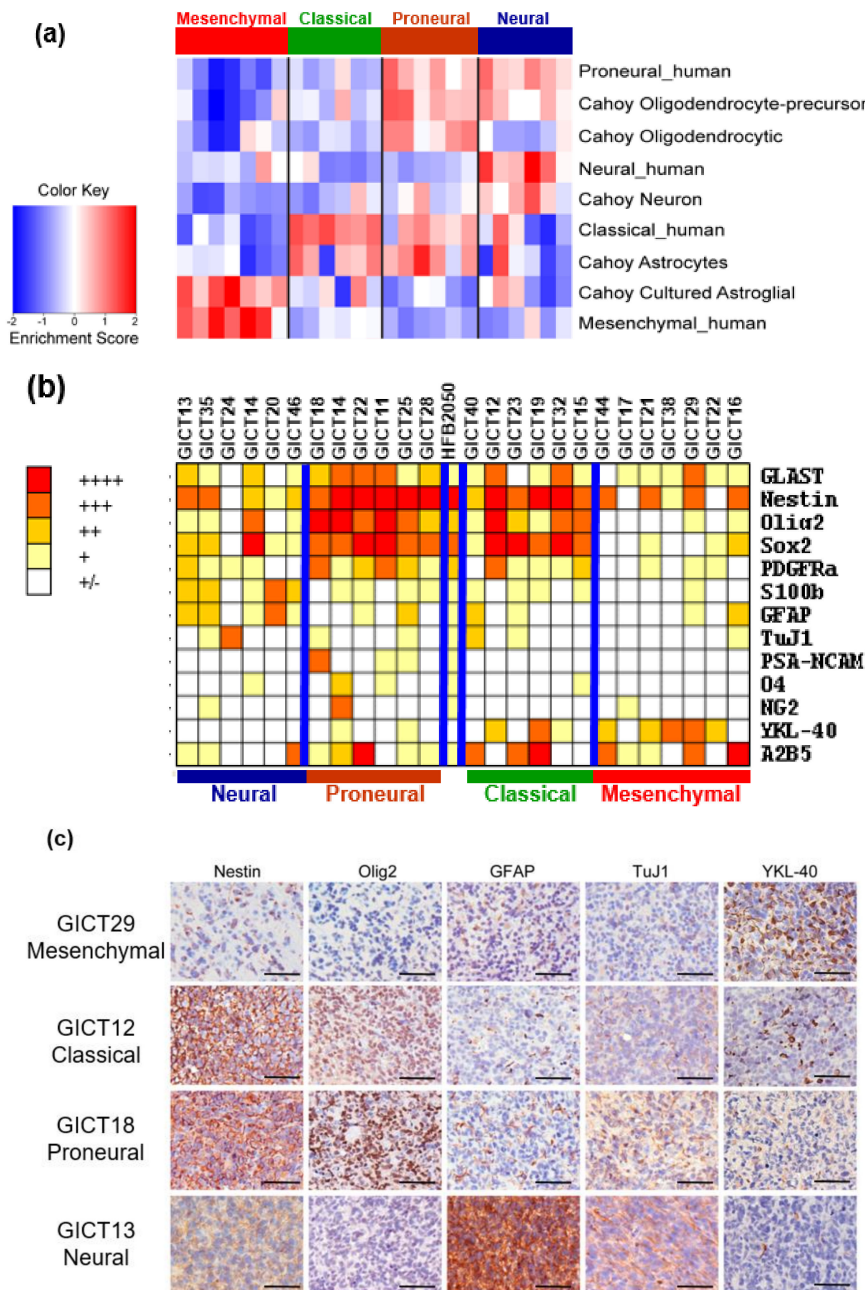 (a)
Mesenchymal Classical Proneural Neural
Proneural_human
Cahoy Oligodendrocyte-precursor
Cahoy Oligodendrocytic
Neural_human
Cahoy Neuron
Classical_human
Cahoy Astrocytes
Cahoy Cultured Astroglial
Mesenchymal_human
Color Key
-2 -1 0 1 2
Enrichment Score
(b)
GICT13 GICT35 GICT24 GICT14 GICT20 GICT46 GICT18 GICT14 GICT22 GICT11 GICT25 GICT28 HFB2050 GICT40 GICT12 GICT23 GICT19 GICT32 GICT15 GICT44 GICT17 GICT21 GICT38 GICT29 GICT22 GICT16
++++
+++
++
+
+/-
GLAST
Nestin
Oliα2
Sox2
PDGFRa
S100b
GFAP
TuJ1
PSA-NCAM
O4
NG2
YKL-40
A2B5
Neural Proneural Classical Mesenchymal
(c)
Nestin Olig2 GFAP TuJ1 YKL-40
GICT29
Mesenchymal
GICT12
Classical
GICT18
Proneural
GICT13
Neural